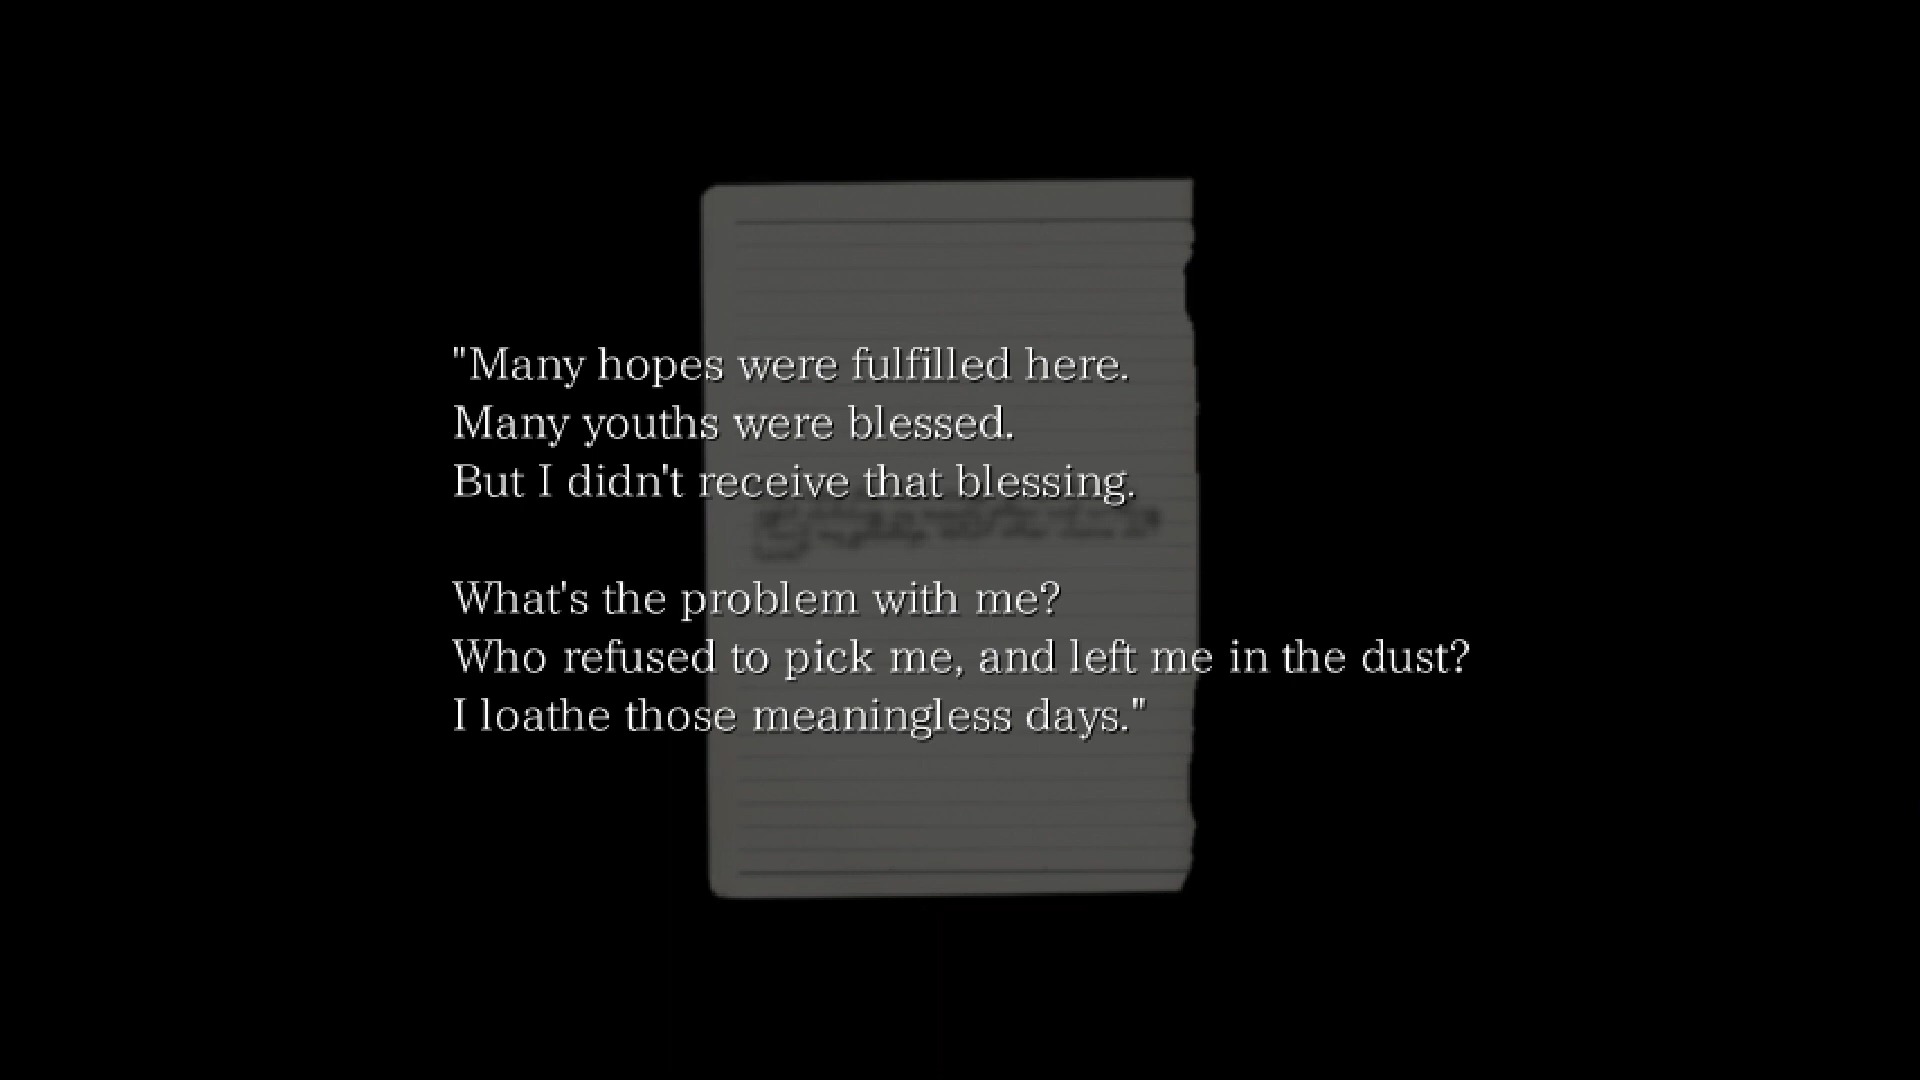 "Many hopes were fulfilled here.
Many youths were blessed.
But I didn't receive that blessing.
What's the problem with me?
Who refused to pick me, and left me in the dust?
I loathe those meaningless days."